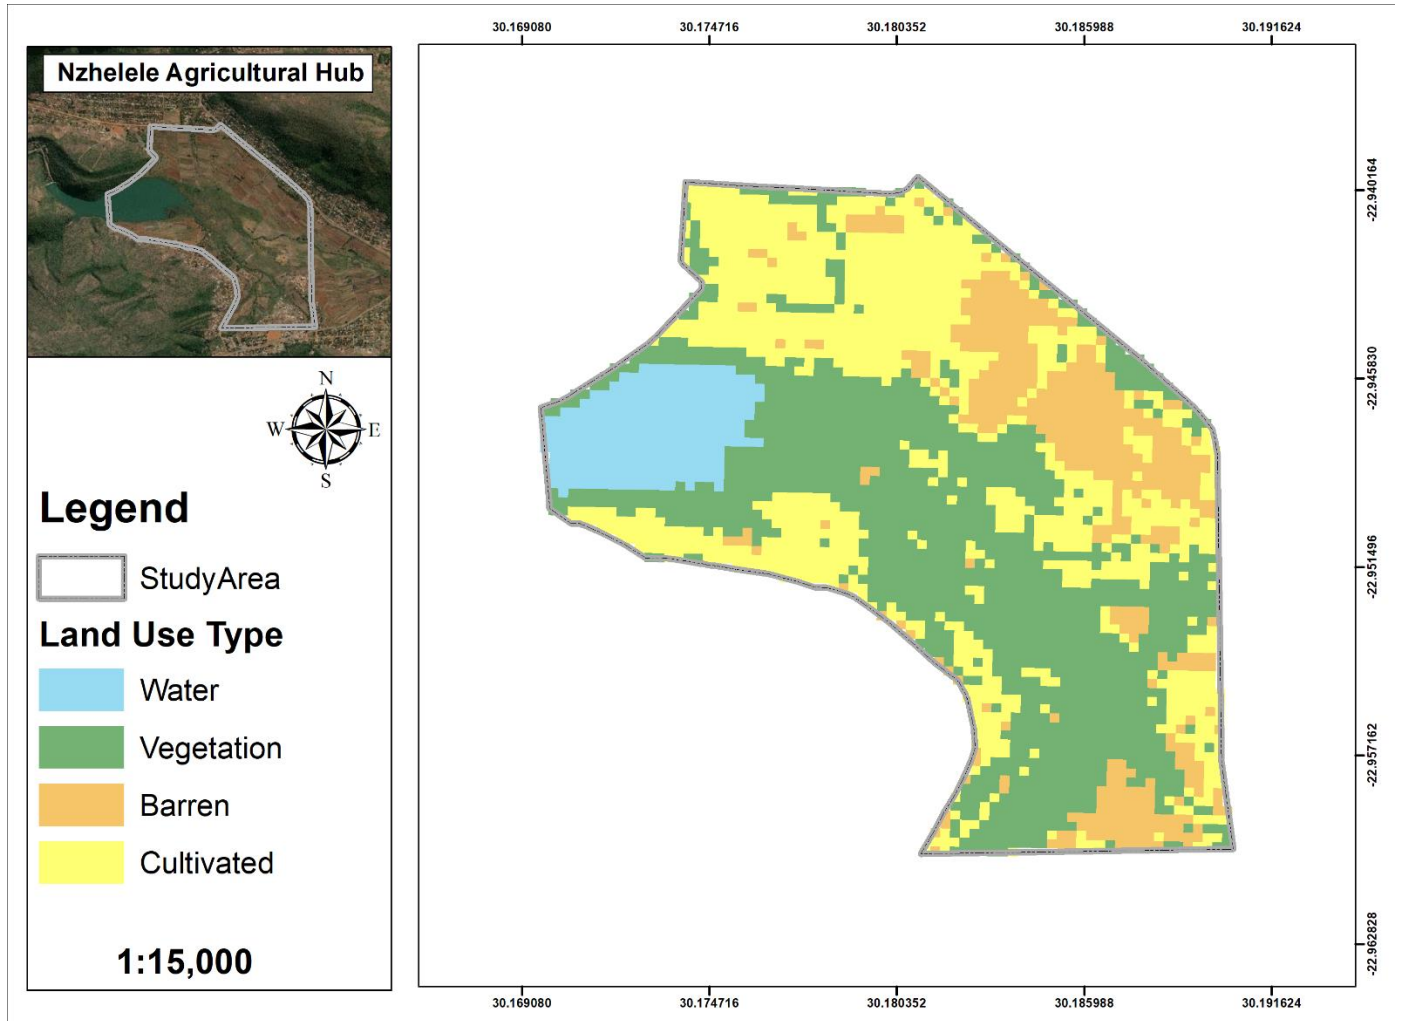 Nzhelele Agricultural Hub
N
W E
S
Legend
StudyArea
Land Use Type
Water
Vegetation
Barren
Cultivated
1:15,000
30.169080 30.174716 30.180352 30.185988 30.191624
-22.940164
-22.945830
-22.951496
-22.957162
-22.962828
30.169080 30.174716 30.180352 30.185988 30.191624